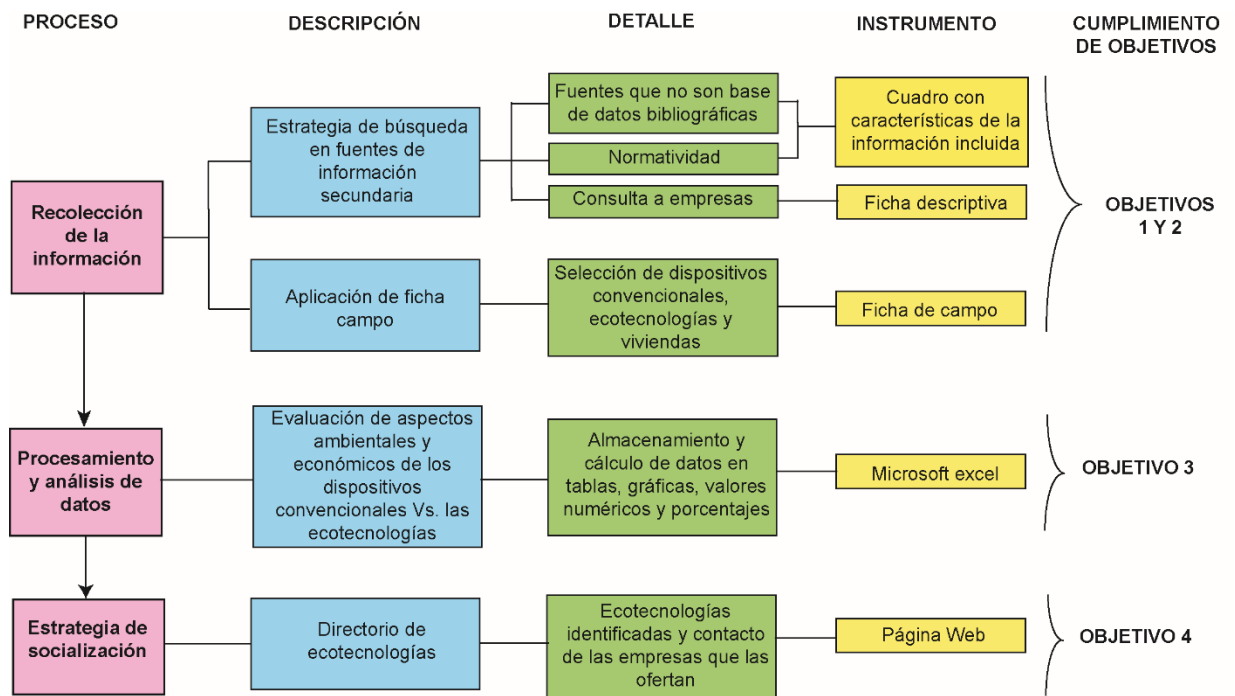 PROCESO
DESCRIPCIÓN
DETALLE
INSTRUMENTO
CUMPLIMIENTO
DE OBJETIVOS
Recolección
de la
información
Estrategia de búsqueda
en fuentes de
información
secundaria
Fuentes que no son base
de datos bibliográficas
Normatividad
Consulta a empresas
Cuadro con
características de la
información incluida
Ficha descriptiva
OBJETIVOS
1 Y 2
Aplicación de ficha
campo
Selección de dispositivos
convencionales,
ecotecnologías y
viviendas
Ficha de campo
Procesamiento
y análisis de
datos
Evaluación de aspectos
ambientales y
económicos de los
dispositivos
convencionales Vs. las
ecotecnologías
Almacenamiento y
cálculo de datos en
tablas, gráficas, valores
numéricos y porcentajes
Microsoft excel
OBJETIVO 3
Estrategia de
socialización
Directorio de
ecotecnologías
Ecotecnologías
identificadas y contacto
de las empresas que las
ofertan
Página Web
OBJETIVO 4